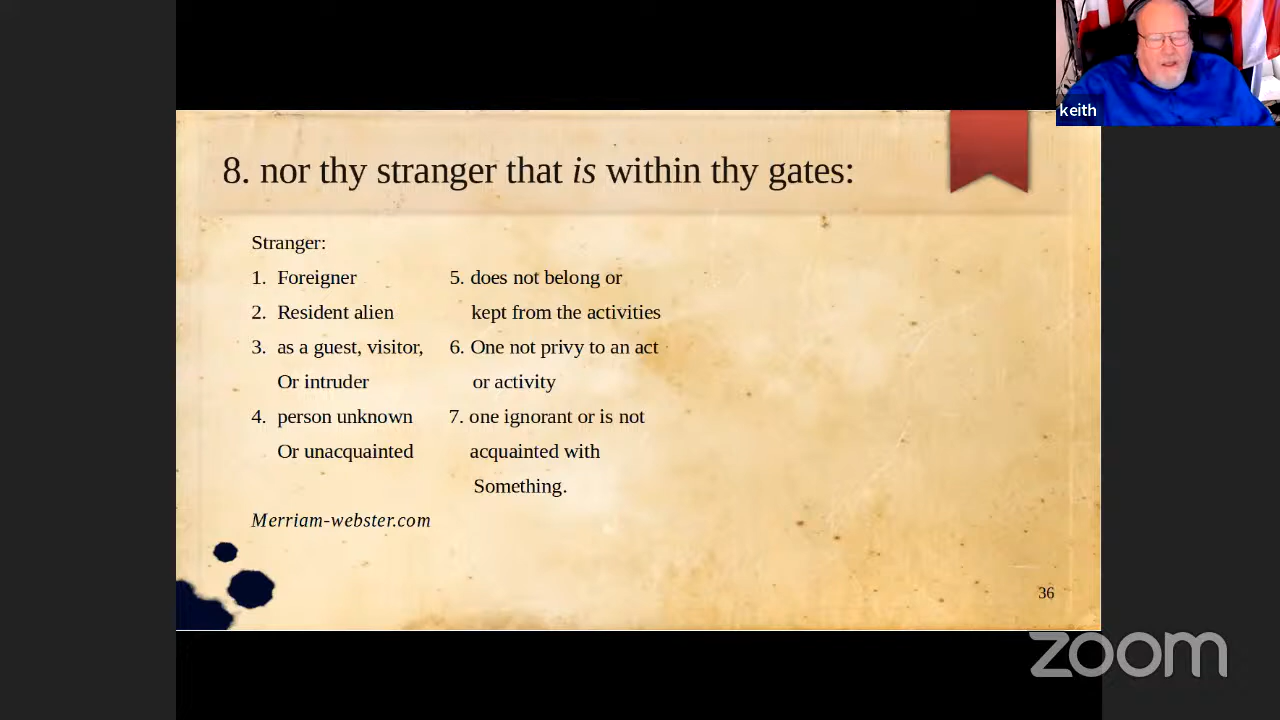 keith
8. nor thy stranger that is within thy gates:
Stranger:
1. Foreigner
2. Resident alien
3. as a guest, visitor,
Or intruder
4. person unknown
Or unacquainted
5. does not belong or
kept from the activities
6. One not privy to an act
or activity
7. one ignorant or is not
acquainted with
Something.
Merriam-webster.com
36
zoom